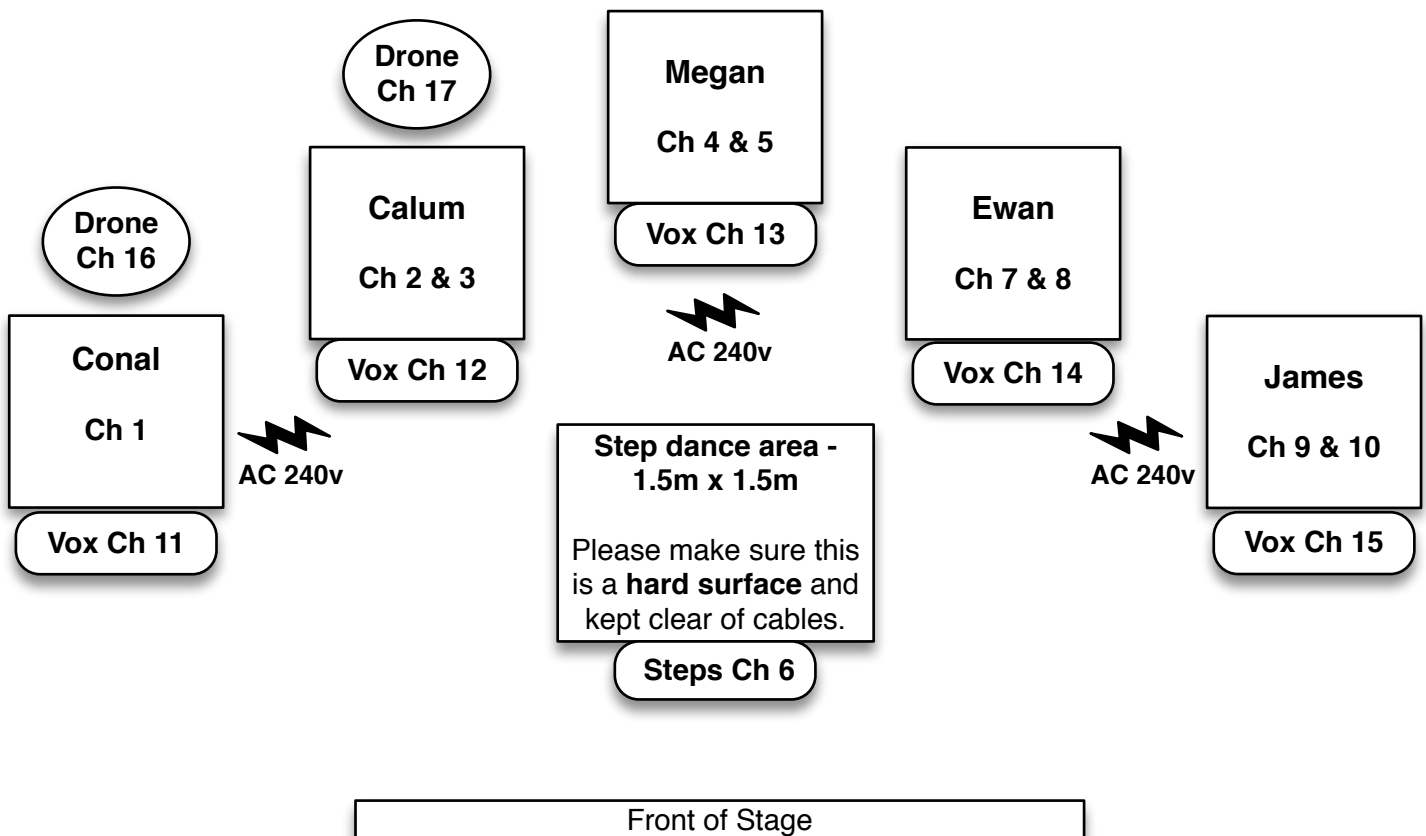 Drone
Ch 17
Megan
Ch 4 & 5
Vox Ch 13
Calum
Ch 2 & 3
Vox Ch 12
Ewan
Ch 7 & 8
Vox Ch 14
Drone
Ch 16
Conal
Ch 1
Vox Ch 11
AC 240v
AC 240v
AC 240v
James
Ch 9 & 10
Vox Ch 15
Step dance area -
1.5m x 1.5m
Please make sure this
is a hard surface and
kept clear of cables.
Steps Ch 6
Front of Stage